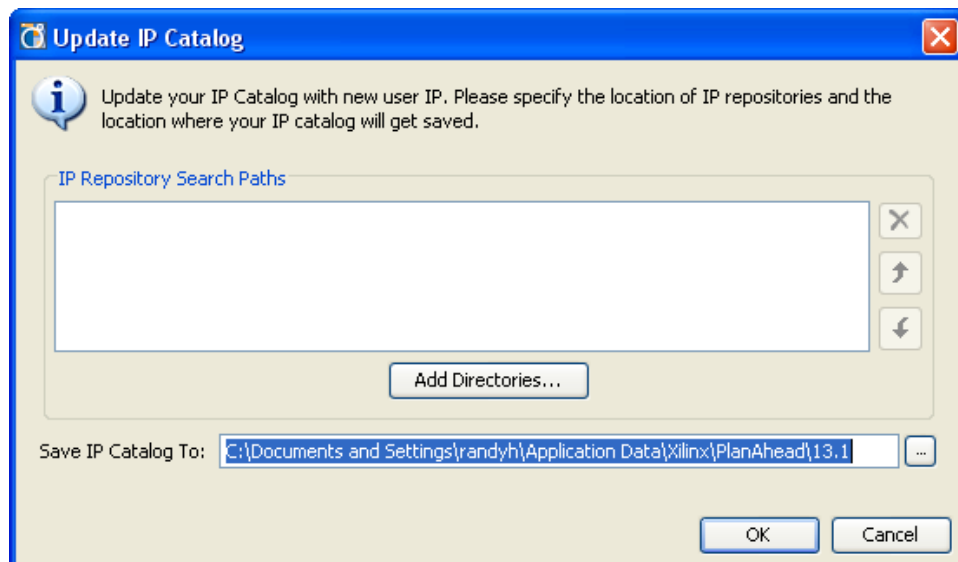 Update IP Catalog
Update your IP Catalog with new user IP. Please specify the location of IP repositories and the
location where your IP catalog will get saved.
IP Repository Search Paths
Add Directories...
Save IP Catalog To: C:\Documents and Settings\randyh\Application Data\Xilinx\PlanAhead\13.1 ...
OK Cancel